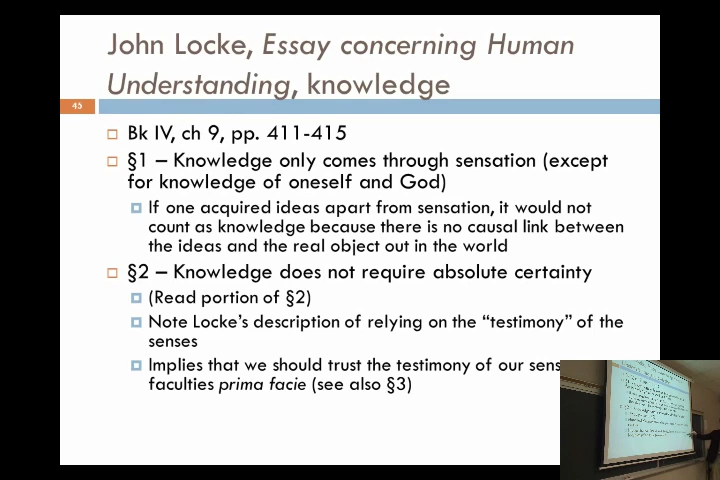 John Locke, Essay concerning Human
Understanding, knowledge
45
Bk IV, ch 9, pp. 411-415
§1 – Knowledge only comes through sensation (except
for knowledge of oneself and God)
If one acquired ideas apart from sensation, it would not
count as knowledge because there is no causal link between
the ideas and the real object out in the world
§2 – Knowledge does not require absolute certainty
(Read portion of §2)
Note Locke's description of relying on the “testimony” of the
senses
Implies that we should trust the testimony of our sens
faculties prima facie (see also §3)